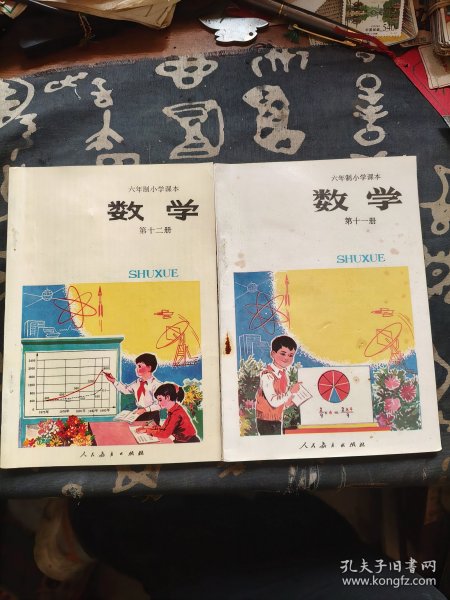 六年制小学课本
数学
第十二册
SHUXUE
人民教育出版社
六年制小学课本
数学
第十一册
SHUXUE
人民教育出版社
孔夫子旧书网
www.kongfz.com